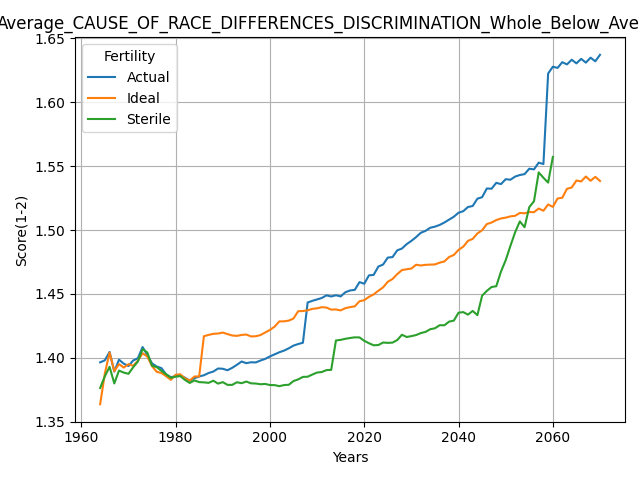 Average_CAUSE_OF_RACE_DIFFERENCES_DISCRIMINATION_Whole_Below_Ave
Fertility
Actual
Ideal
Sterile
Score(1-2)
1.65
1.60
1.55
1.50
1.45
1.40
1.35
1960
1980
2000
2020
2040
2060
Years